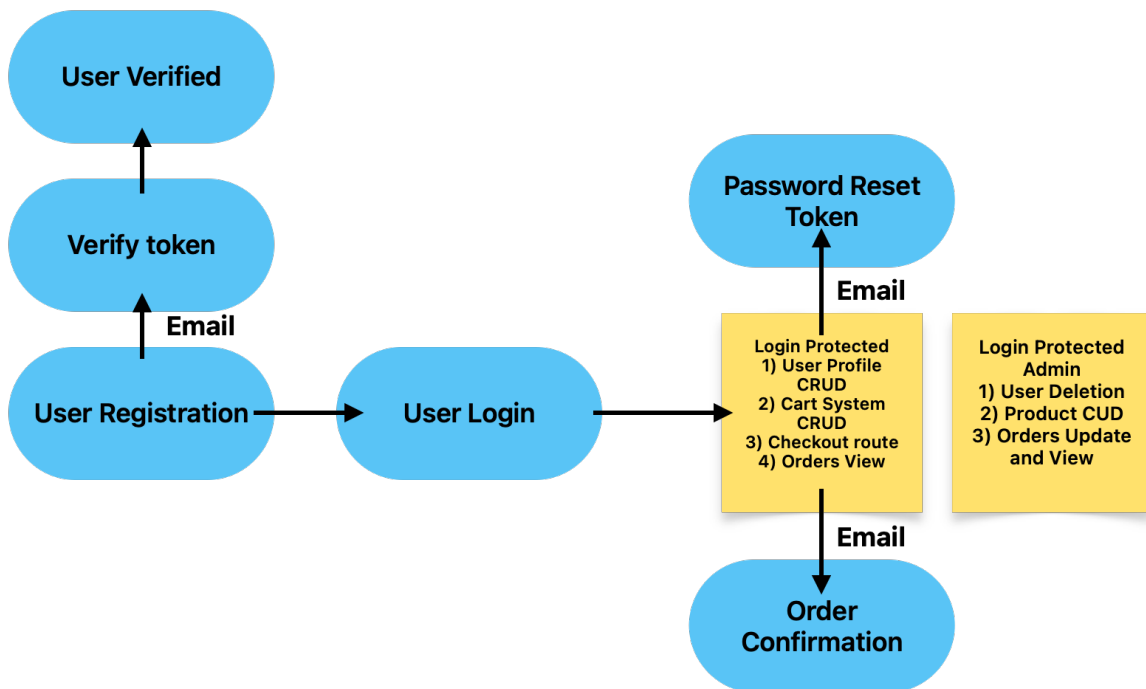 User Verified
Verify token
Email
User Registration
User Login
Password Reset
Token
Email
Login Protected
1) User Profile
CRUD
2) Cart System
CRUD
3) Checkout route
4) Orders View
Login Protected
Admin
1) User Deletion
2) Product CUD
3) Orders Update
and View
Email
Order
Confirmation